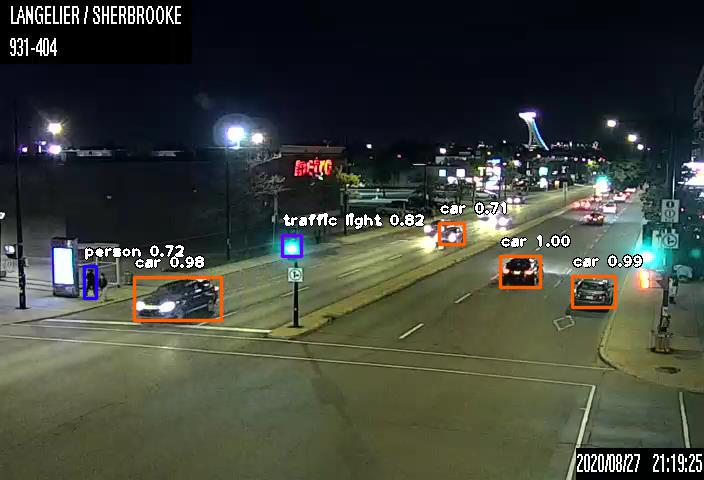 LANGELIER / SHERBROOKE
931-404
METRO
traffic light 0.82
car 0.71
person 0.72
car 0.98
car 1.00
car 0.99
2020/08/27 21:19:25